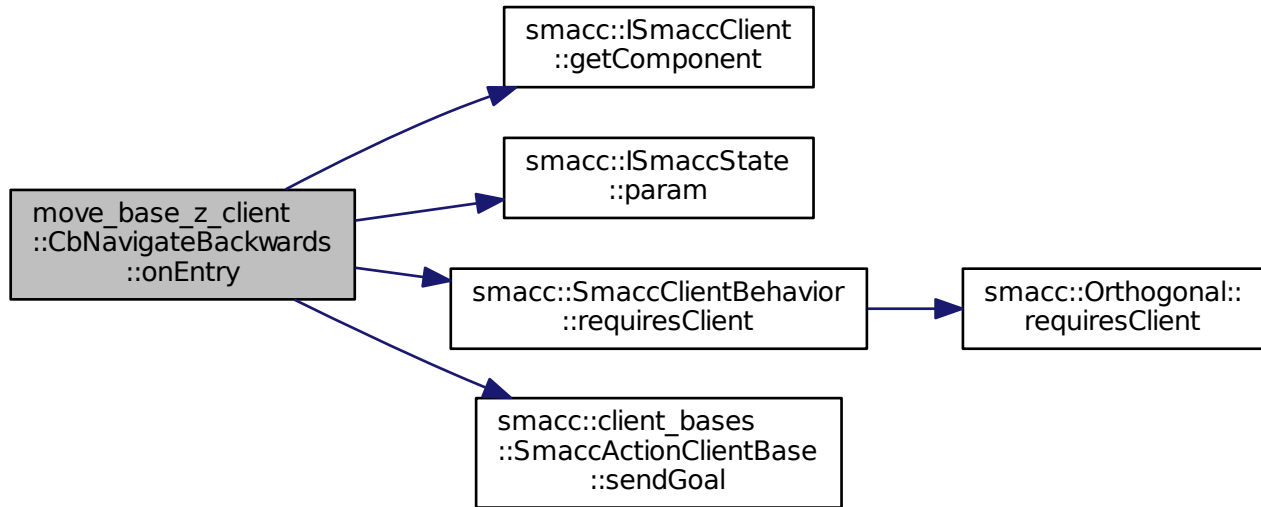 smacc::ISmaccClient
::getComponent
smacc::ISmaccState
::param
move_base_z_client
::CbNavigateBackwards
::onEntry
smacc::SmaccClientBehavior
::requiresClient
smacc::Orthogonal::
requiresClient
smacc::client_bases
::SmaccActionClientBase
::sendGoal